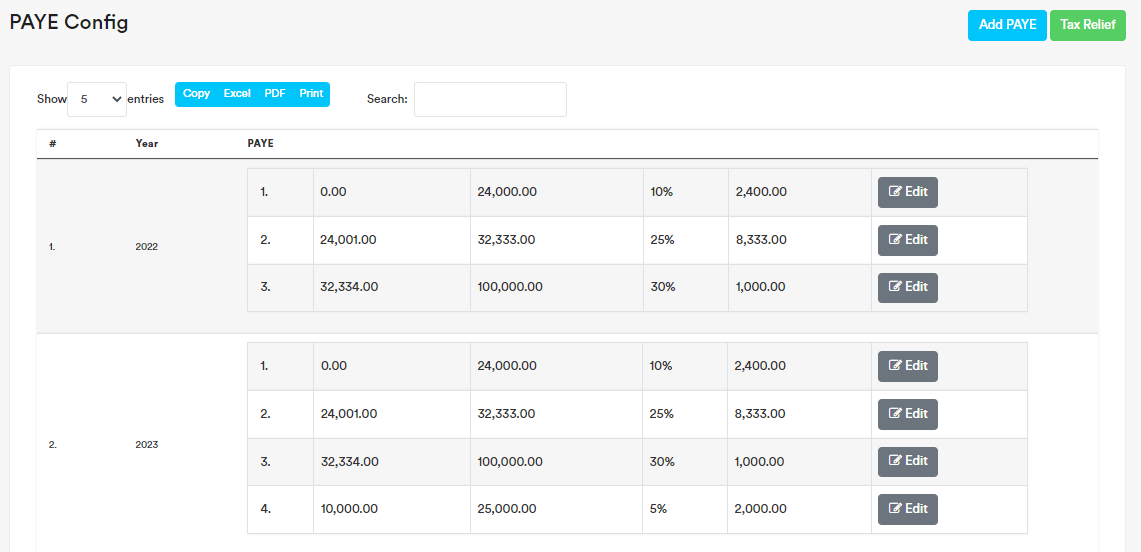 PAYE Config
Add PAYE Tax Relief
Show 5 entries Copy Excel PDF Print Search:
# Year PAYE
1. 2022
1. 0.00 24,000.00 10% 2,400.00 Edit
2. 24,001.00 32,333.00 25% 8,333.00 Edit
3. 32,334.00 100,000.00 30% 1,000.00 Edit
2. 2023
1. 0.00 24,000.00 10% 2,400.00 Edit
2. 24,001.00 32,333.00 25% 8,333.00 Edit
3. 32,334.00 100,000.00 30% 1,000.00 Edit
4. 10,000.00 25,000.00 5% 2,000.00 Edit